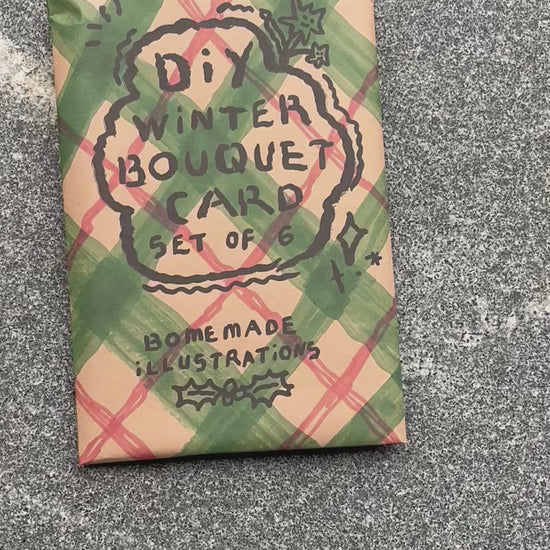 DiY
WiNTER
BOUQUET
CARD
SET OF 6
BOMEMADE
iLLUSTRATiONS